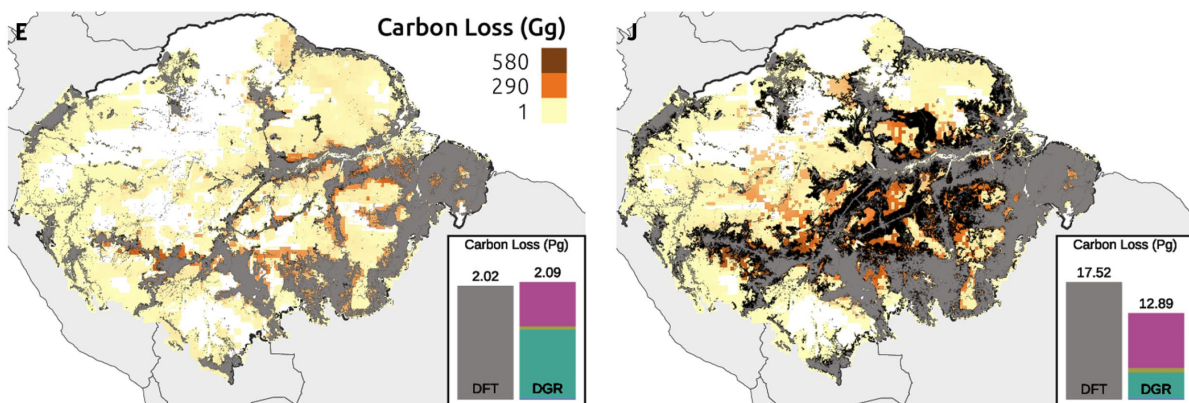 E
Carbon Loss (Gg)
580
290
1
Carbon Loss (Pg)
2.02
2.09
DFT
DGR
J
Carbon Loss (Pg)
17.52
12.89
DFT
DGR